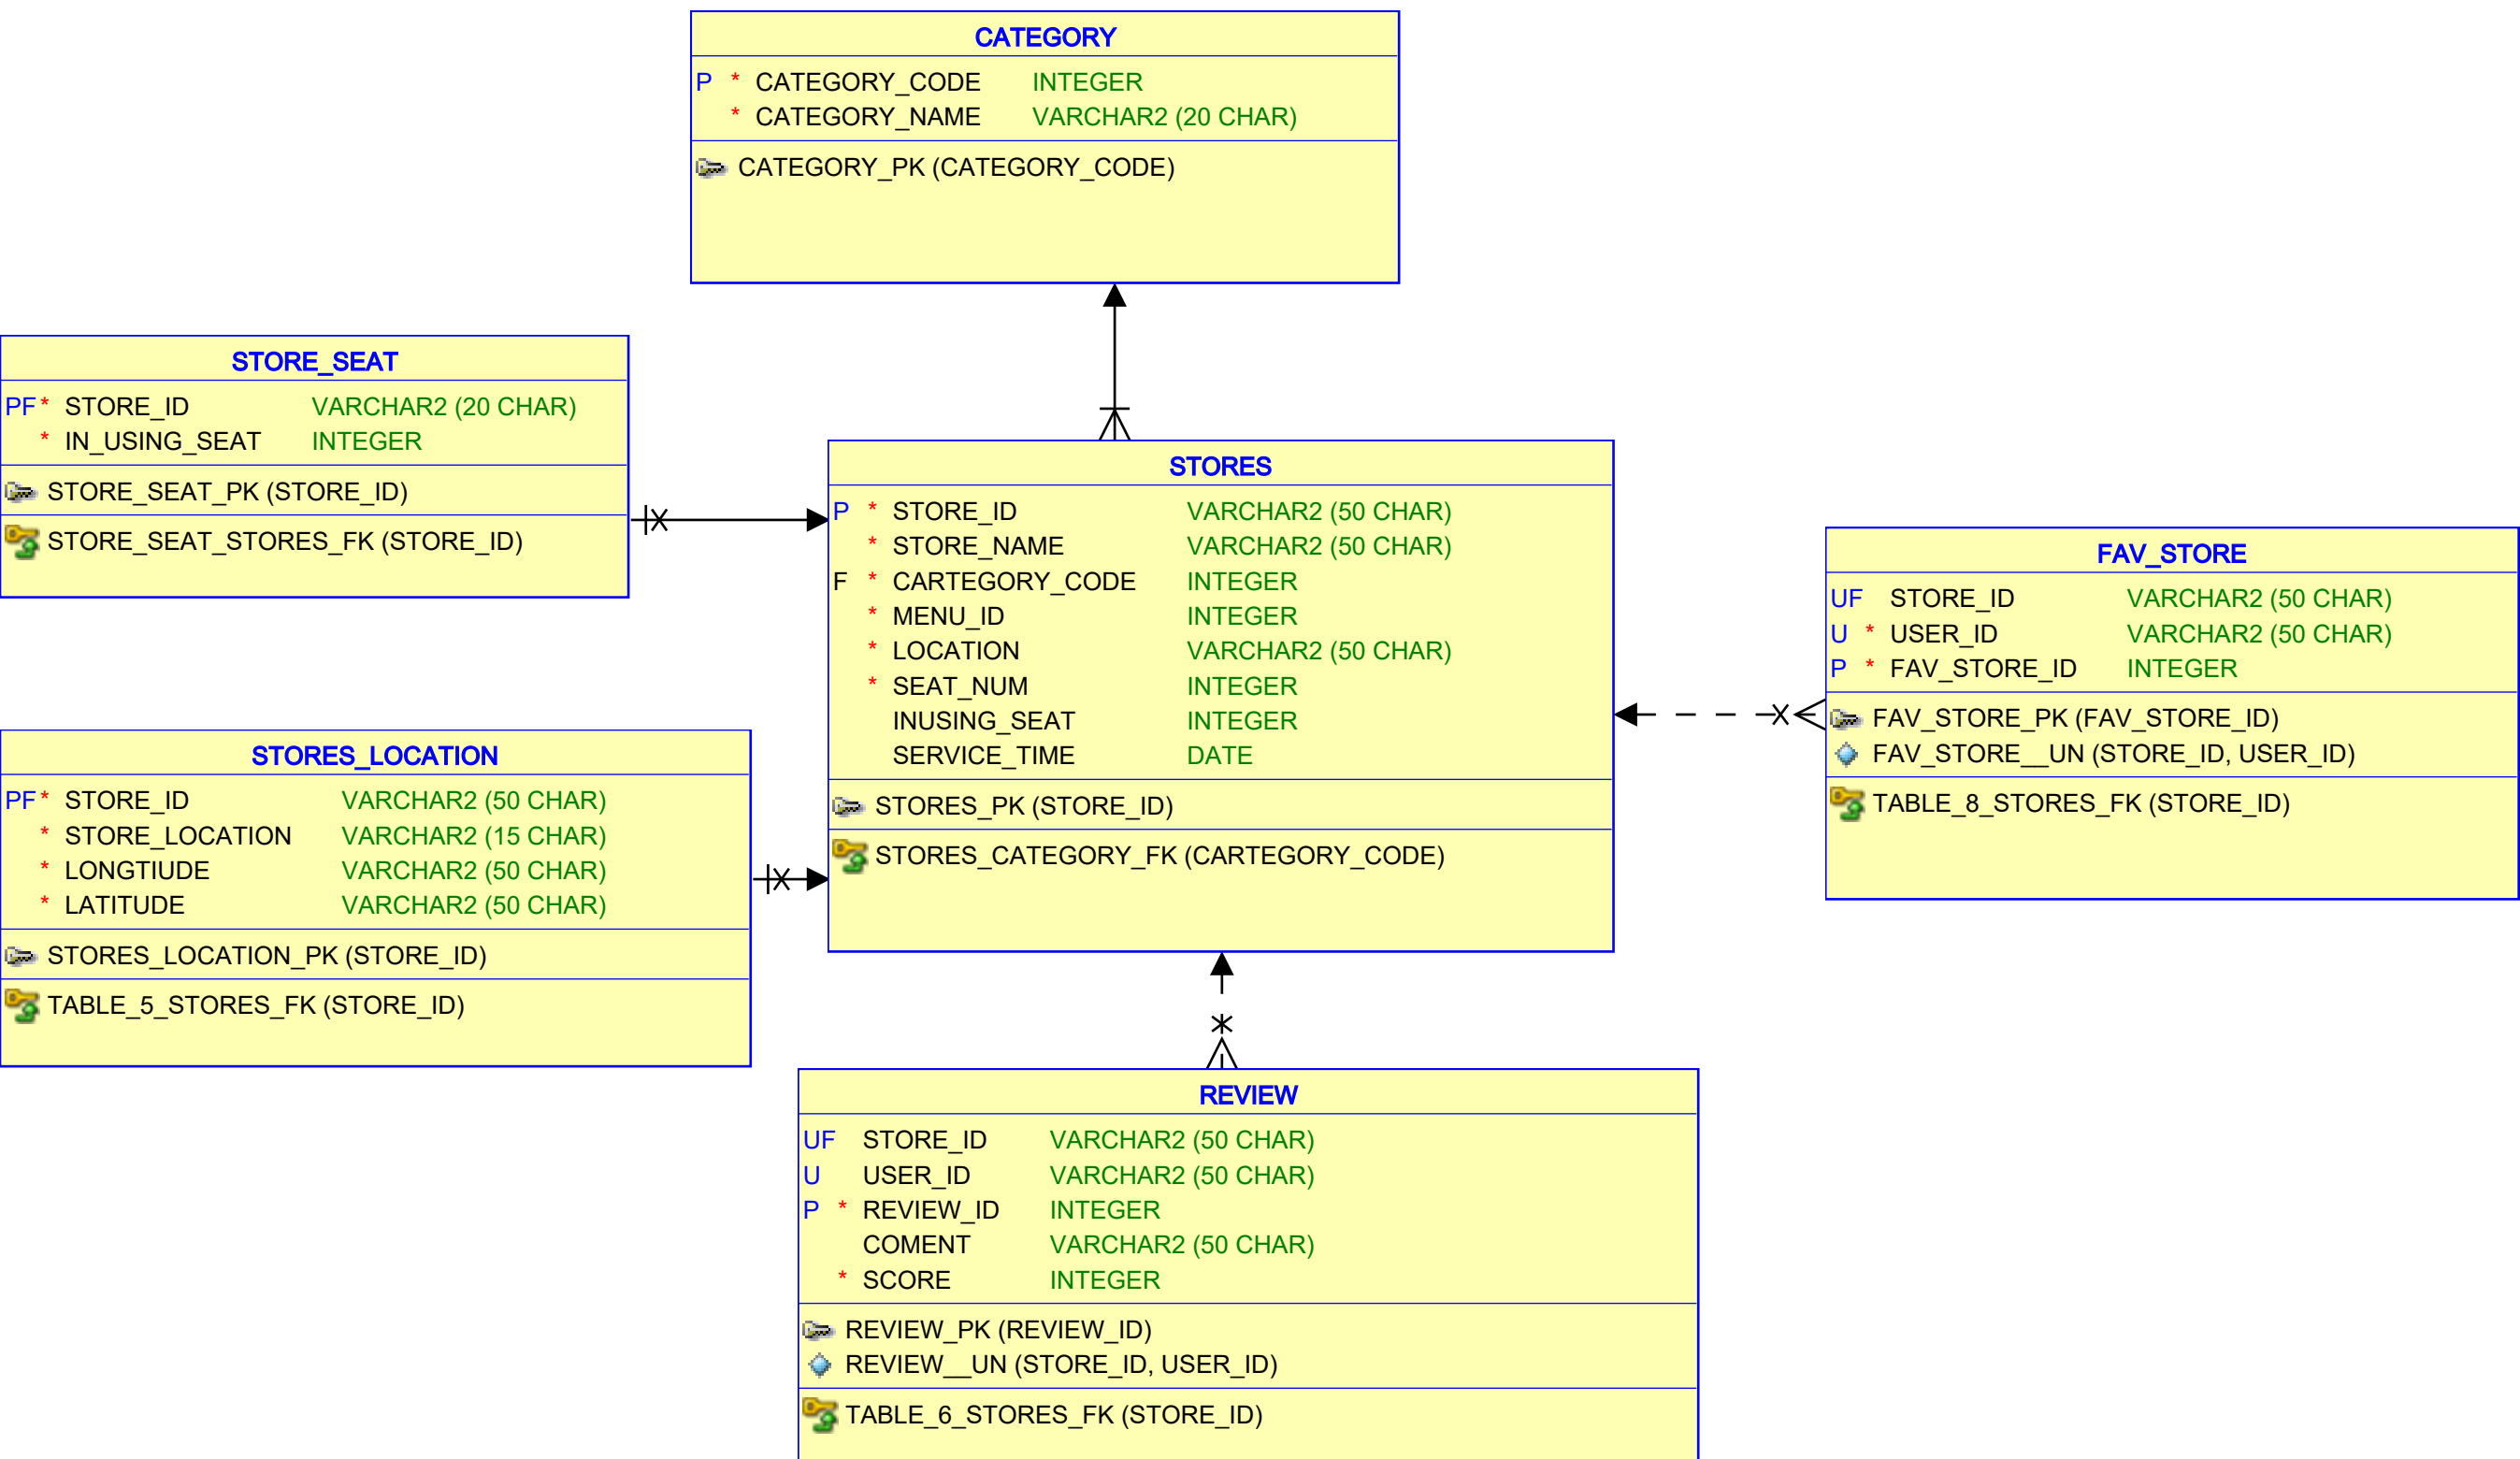 CATEGORY
P * CATEGORY_CODE INTEGER
* CATEGORY_NAME VARCHAR2 (20 CHAR)
CATEGORY_PK (CATEGORY_CODE)
STORE_SEAT
PF * STORE_ID VARCHAR2 (20 CHAR)
* IN_USING_SEAT INTEGER
STORE_SEAT_PK (STORE_ID)
STORE_SEAT_STORES_FK (STORE_ID)
STORES
P * STORE_ID VARCHAR2 (50 CHAR)
* STORE_NAME VARCHAR2 (50 CHAR)
F * CARTEGORY_CODE INTEGER
* MENU_ID INTEGER
* LOCATION VARCHAR2 (50 CHAR)
* SEAT_NUM INTEGER
INUSING_SEAT INTEGER
SERVICE_TIME DATE
STORES_PK (STORE_ID)
STORES_CATEGORY_FK (CARTEGORY_CODE)
FAV_STORE
UF STORE_ID VARCHAR2 (50 CHAR)
U * USER_ID VARCHAR2 (50 CHAR)
P * FAV_STORE_ID INTEGER
FAV_STORE_PK (FAV_STORE_ID)
FAV_STORE__UN (STORE_ID, USER_ID)
TABLE_8_STORES_FK (STORE_ID)
STORES_LOCATION
PF * STORE_ID VARCHAR2 (50 CHAR)
* STORE_LOCATION VARCHAR2 (15 CHAR)
* LONGTIUDE VARCHAR2 (50 CHAR)
* LATITUDE VARCHAR2 (50 CHAR)
STORES_LOCATION_PK (STORE_ID)
TABLE_5_STORES_FK (STORE_ID)
REVIEW
UF STORE_ID VARCHAR2 (50 CHAR)
U USER_ID VARCHAR2 (50 CHAR)
P * REVIEW_ID INTEGER
COMENT VARCHAR2 (50 CHAR)
* SCORE INTEGER
REVIEW_PK (REVIEW_ID)
REVIEW__UN (STORE_ID, USER_ID)
TABLE_6_STORES_FK (STORE_ID)